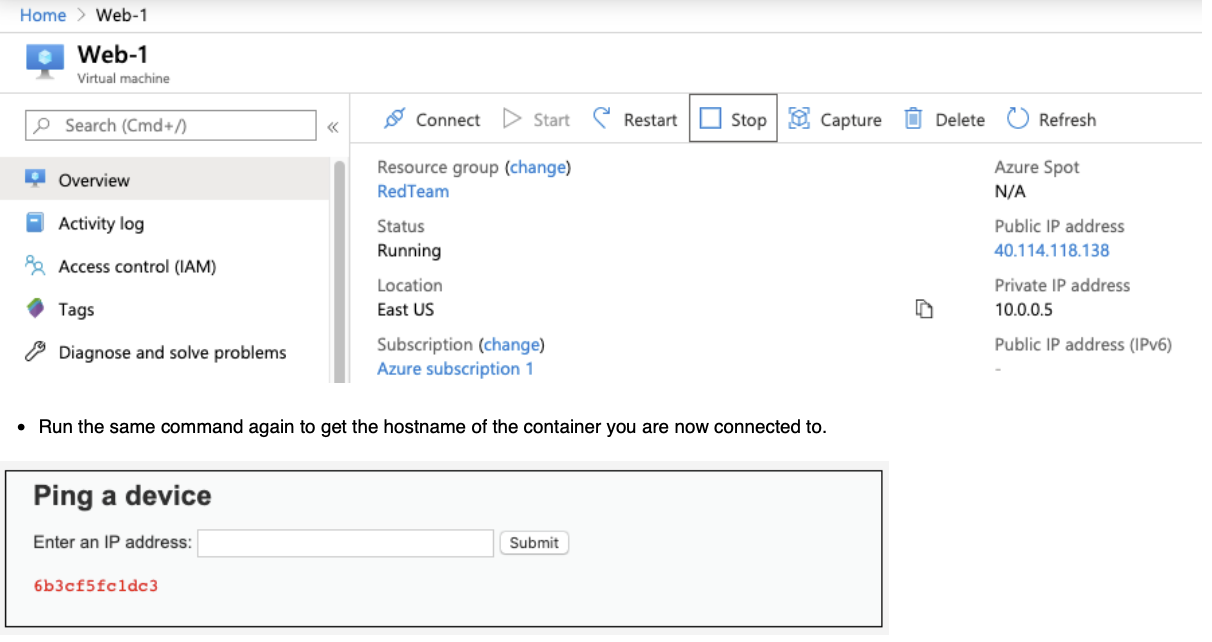 Home > Web-1
Web-1
Virtual machine
Search (Cmd+/)
«
Connect Start Restart Stop Capture Delete Refresh
Overview
Activity log
Access control (IAM)
Tags
Diagnose and solve problems
Resource group (change)
RedTeam
Status
Running
Location
East US
Subscription (change)
Azure subscription 1
Azure Spot
N/A
Public IP address
40.114.118.138
Private IP address
10.0.0.5
Public IP address (IPv6)
-
• Run the same command again to get the hostname of the container you are now connected to.
Ping a device
Enter an IP address: Submit
6b3cf5fc1dc3